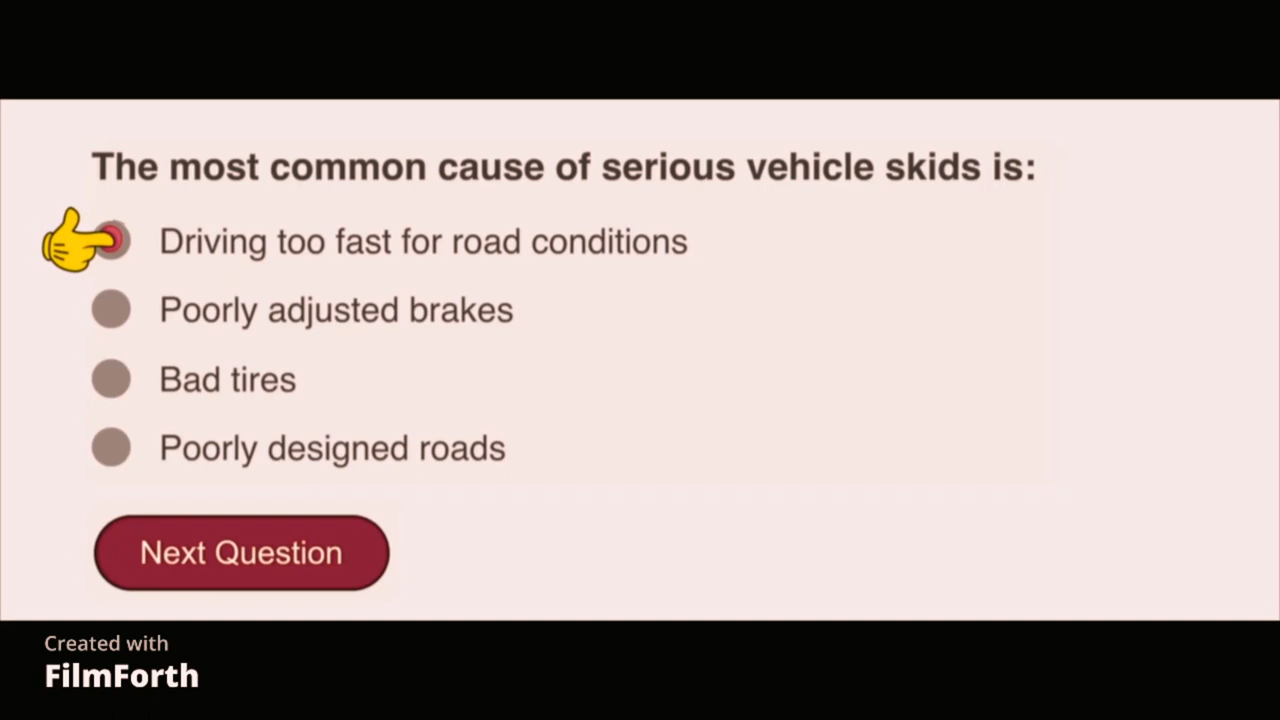 The most common cause of serious vehicle skids is:
Driving too fast for road conditions
Poorly adjusted brakes
Bad tires
Poorly designed roads
Next Question
Created with
FilmForth